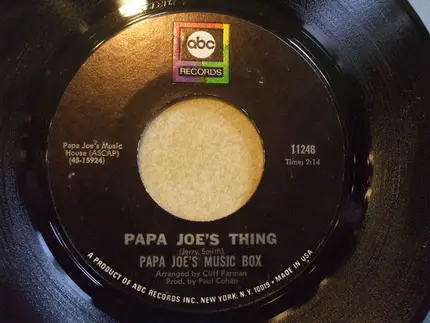 abc
RECORDS
Papa Joe's Music
House (ASCAP)
(45-15924)
11246
Time: 2:14
PAPA JOE'S THING
(Jerry Smith)
PAPA JOE'S MUSIC BOX
Arranged by Cliff Parman
Prod. by Paul Cohen
A PRODUCT OF ABC RECORDS INC. NEW YORK, N.Y. 10019 • MADE IN USA